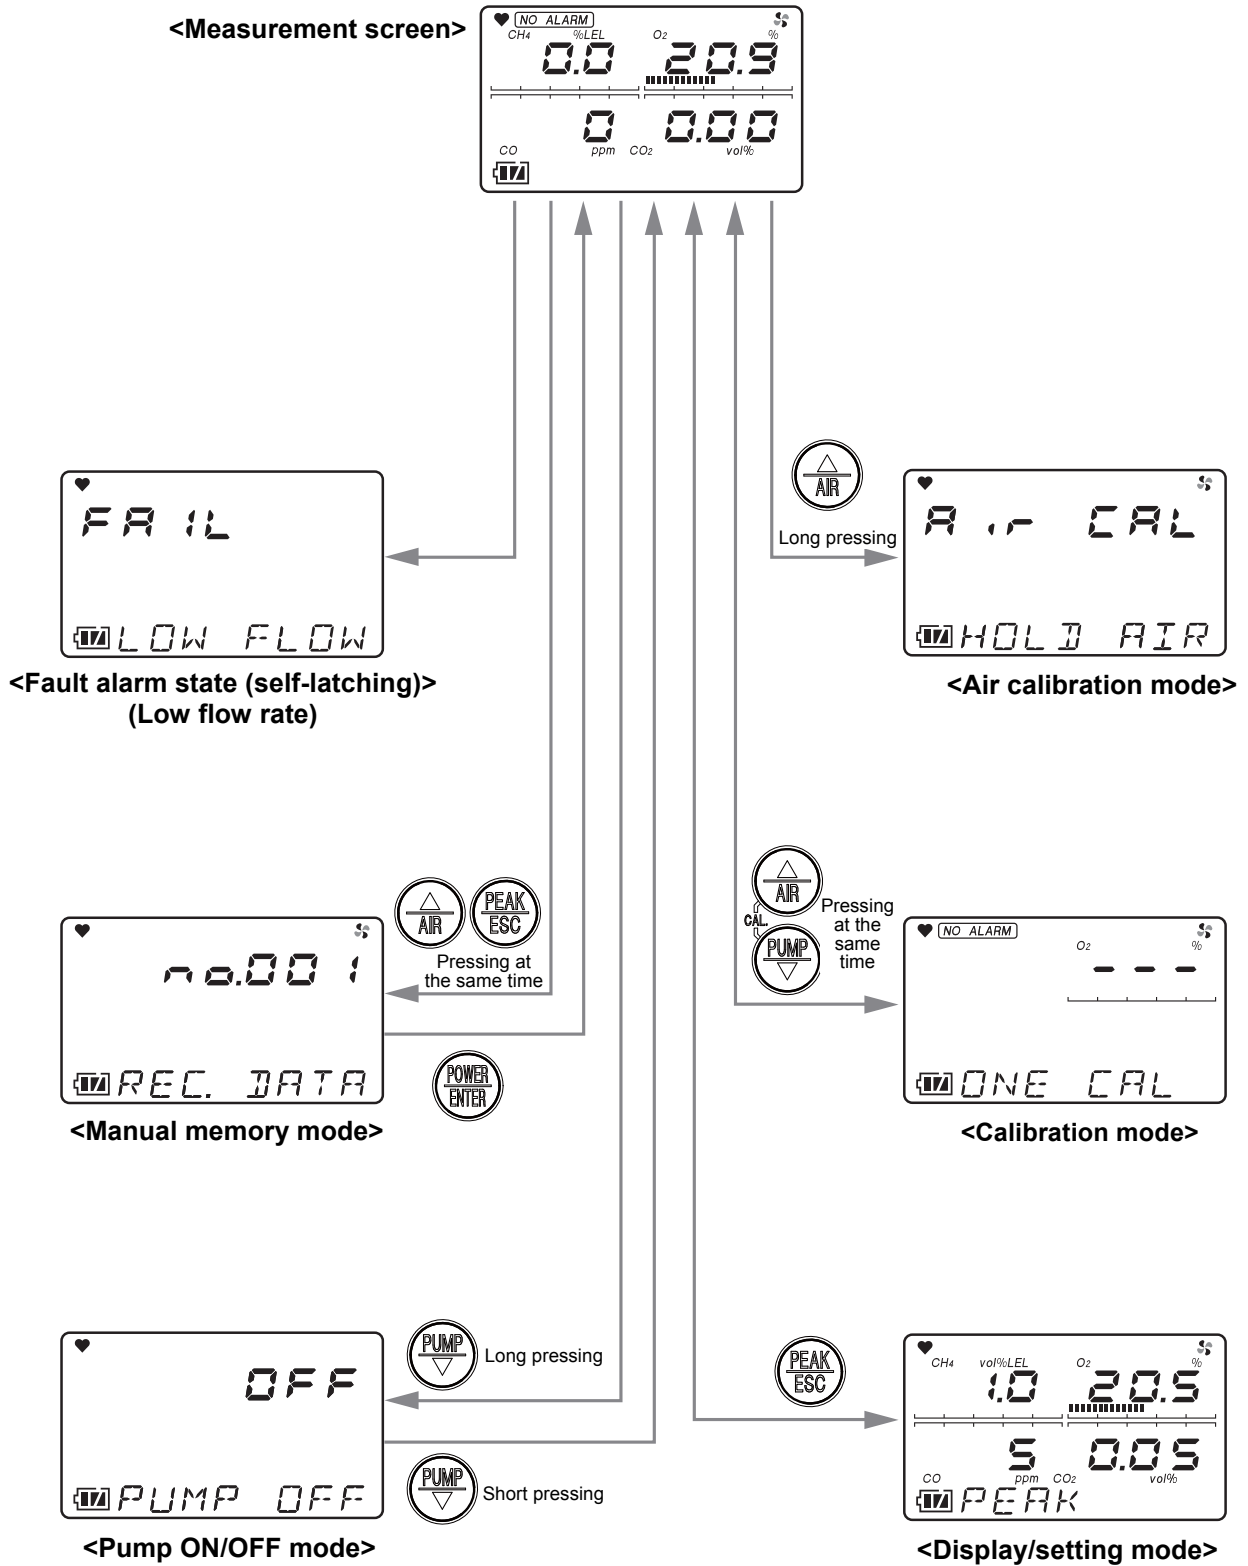 <Measurement screen>
NO ALARM
CH4 %LEL O2 %
0.0 20.9
0 0.00
CO ppm CO2 vol%
AIR
Long pressing
FAIL
LOW FLOW
<Fault alarm state (self-latching)>
(Low flow rate)
Air CAL
HOLD AIR
<Air calibration mode>
AIR
PEAK
ESC
Pressing at
the same time
no.001
REC. DATA
<Manual memory mode>
POWER
ENTER
AIR
CAL.
PUMP
Pressing
at the
same
time
NO ALARM
O2 %
- - -
ONE CAL
<Calibration mode>
PUMP
Long pressing
OFF
PUMP OFF
<Pump ON/OFF mode>
PUMP
Short pressing
PEAK
ESC
CH4 vol%LEL O2 %
1.0 20.5
5 0.05
CO ppm CO2 vol%
PEAK
<Display/setting mode>